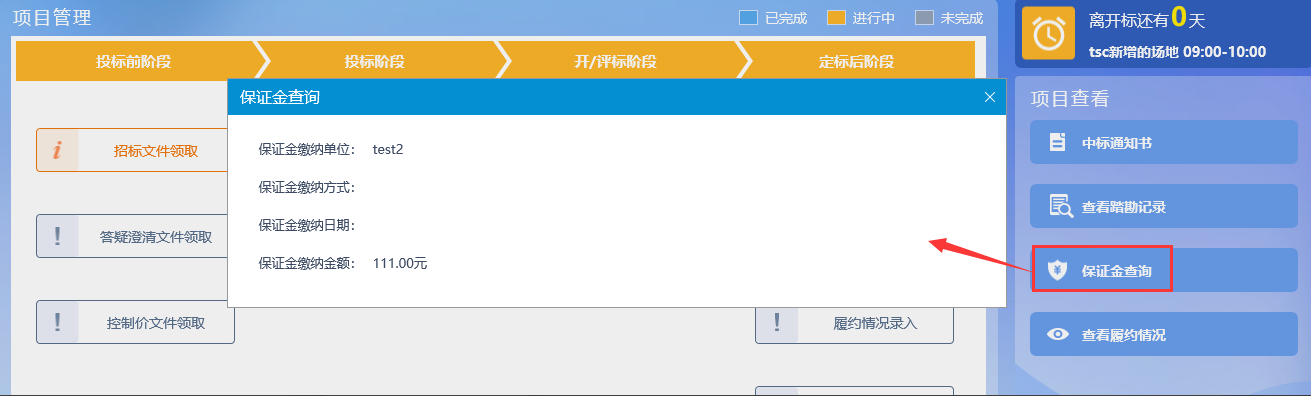 项目管理
已完成 进行中 未完成
投标前阶段 投标阶段 开/评标阶段 定标后阶段
保证金查询
保证金缴纳单位： test2
保证金缴纳方式：
保证金缴纳日期：
保证金缴纳金额： 111.00元
招标文件领取
答疑澄清文件领取
控制价文件领取
履约情况录入
离开标还有0天
tsc新增的场地 09:00-10:00
项目查看
中标通知书
查看踏勘记录
保证金查询
查看履约情况